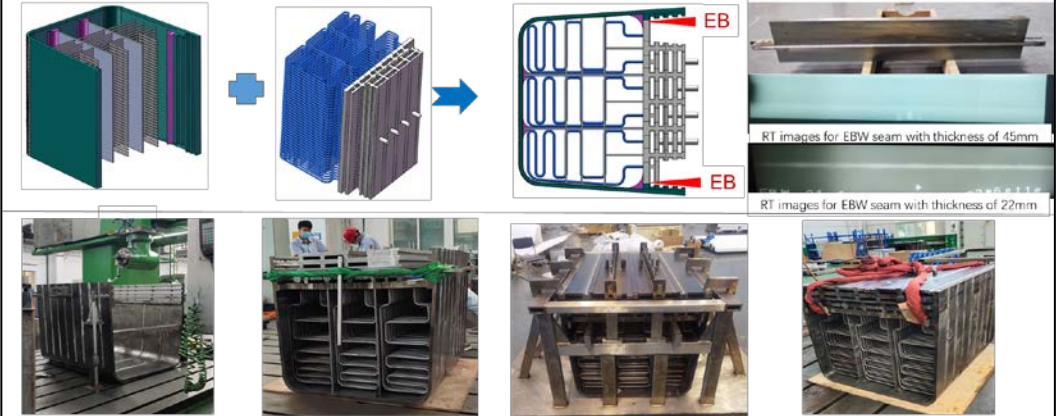 EB
EB
RT images for EBW seam with thickness of 45mm
RT images for EBW seam with thickness of 22mm